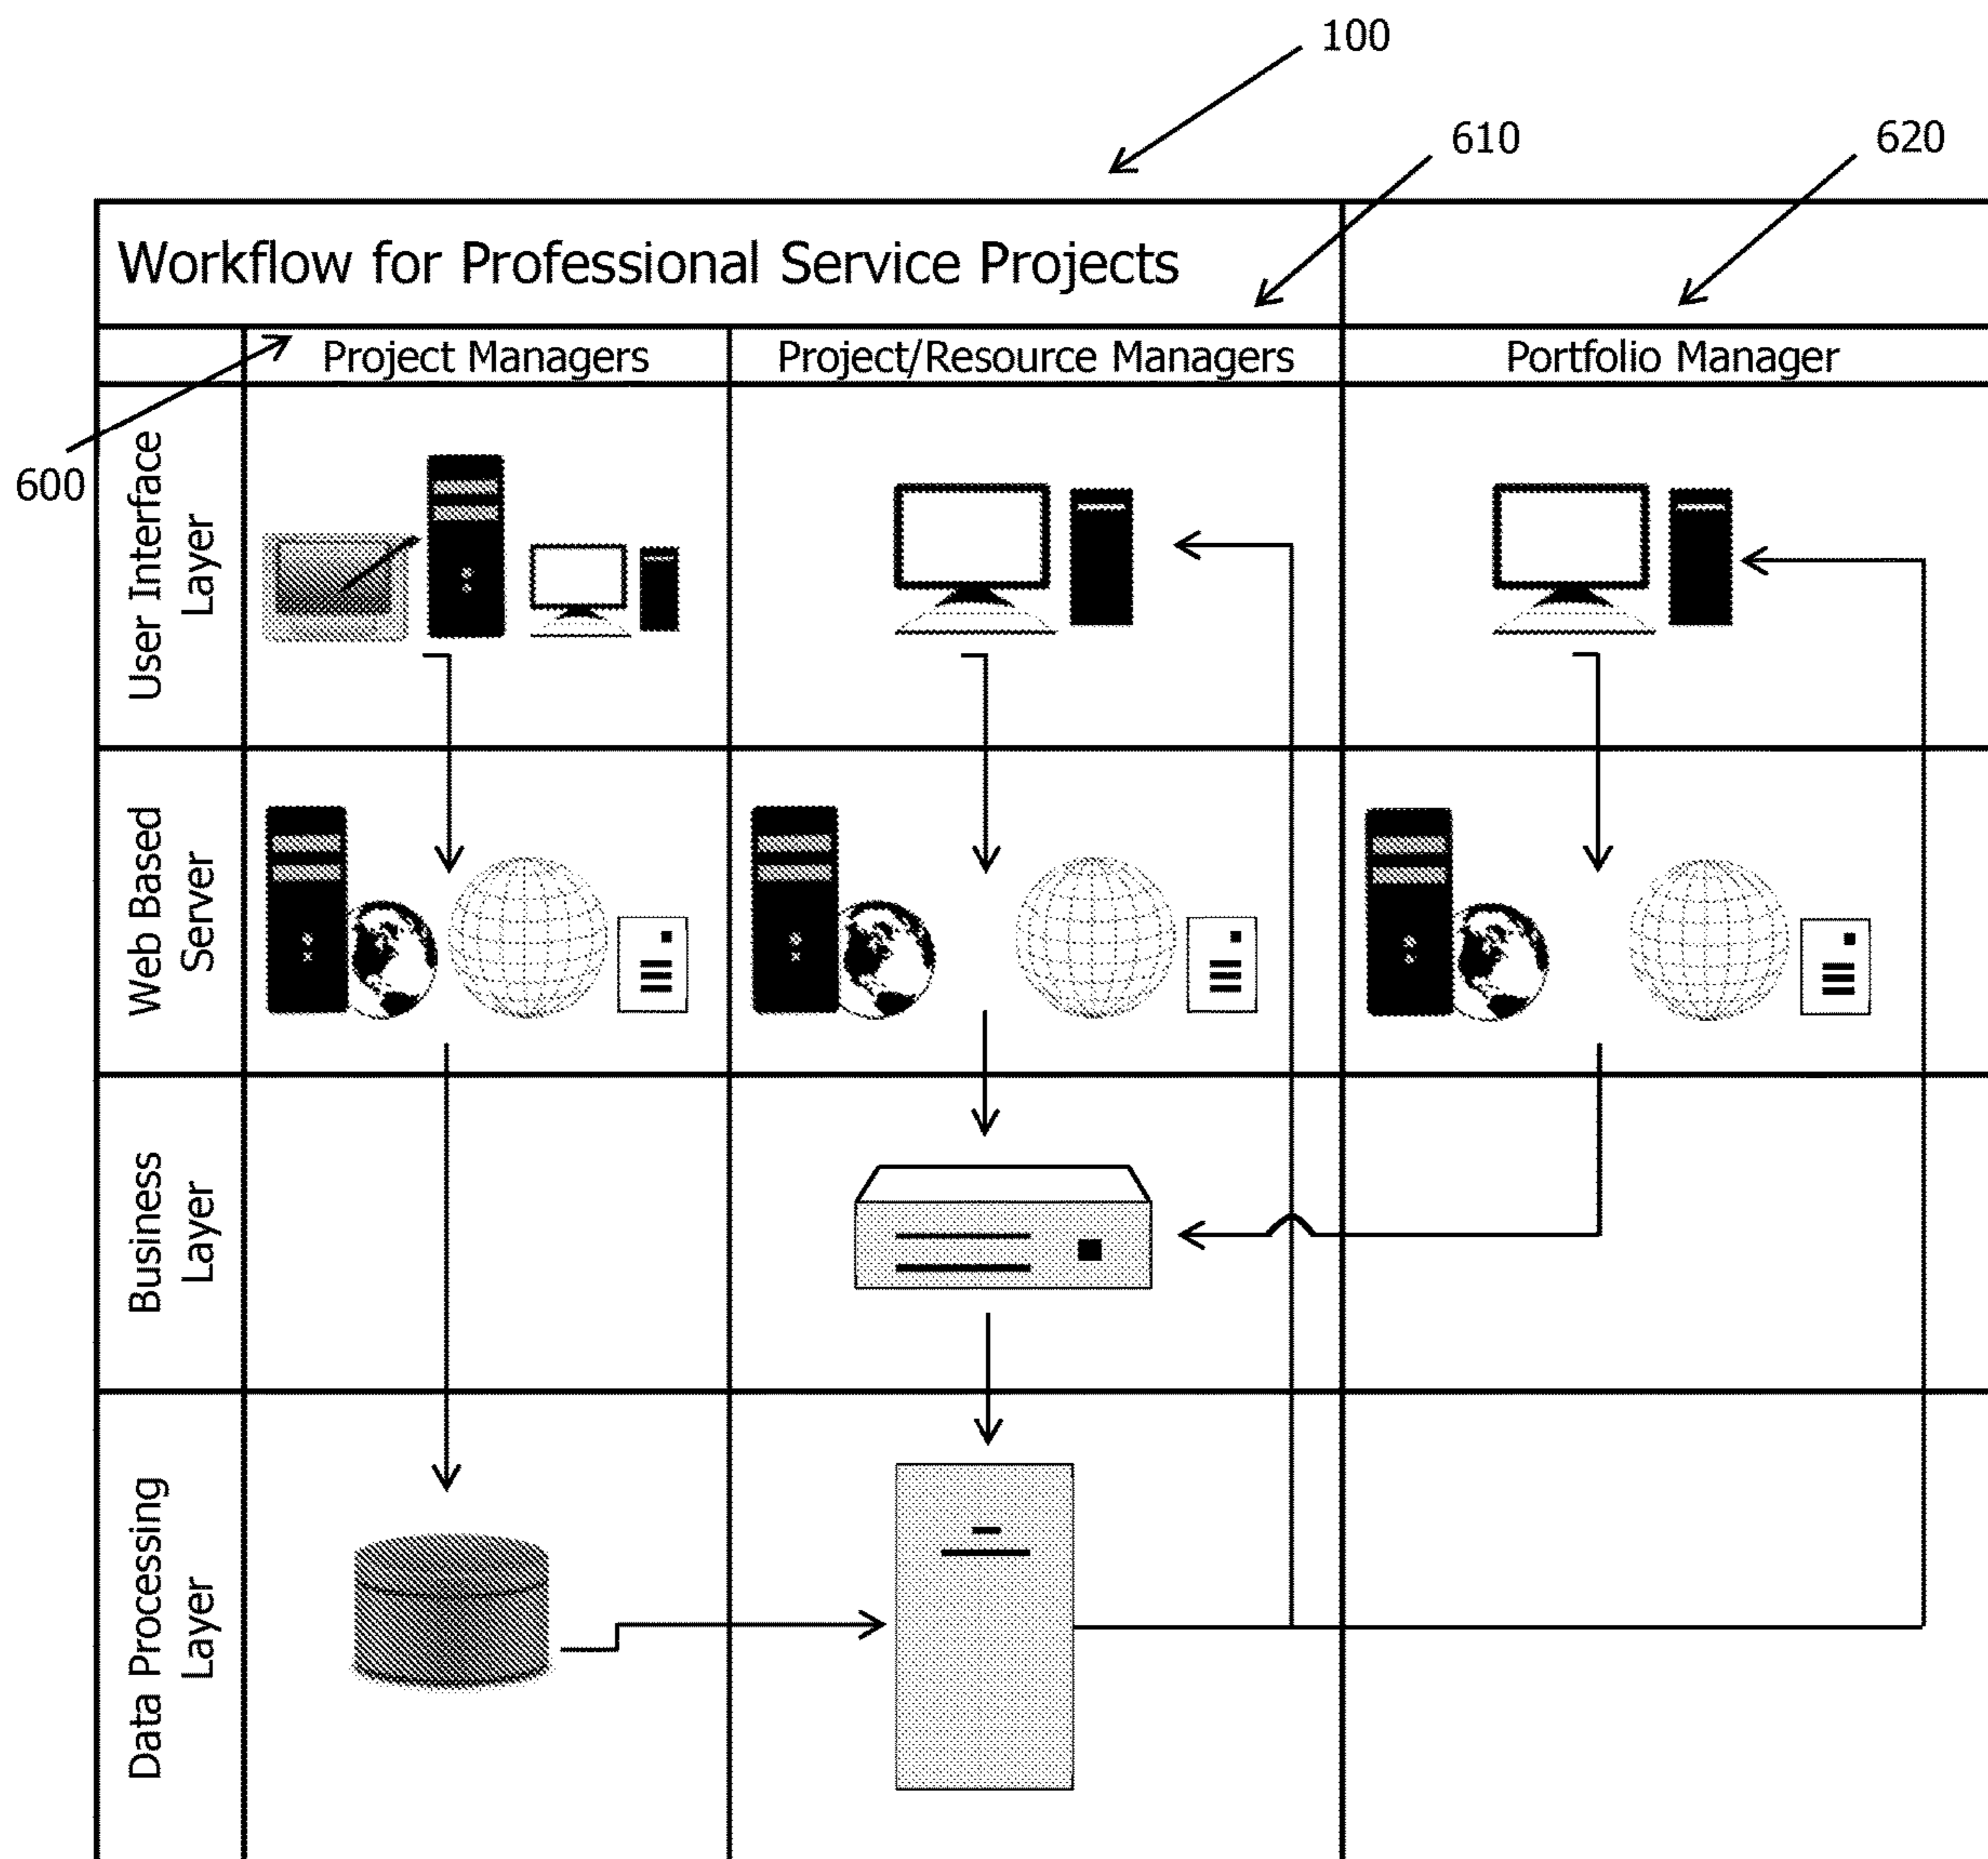 100
610
620
Workflow for Professional Service Projects
Project Managers
Project/Resource Managers
Portfolio Manager
600
User Interface
Layer
Web Based
Server
Business
Layer
Data Processing
Layer